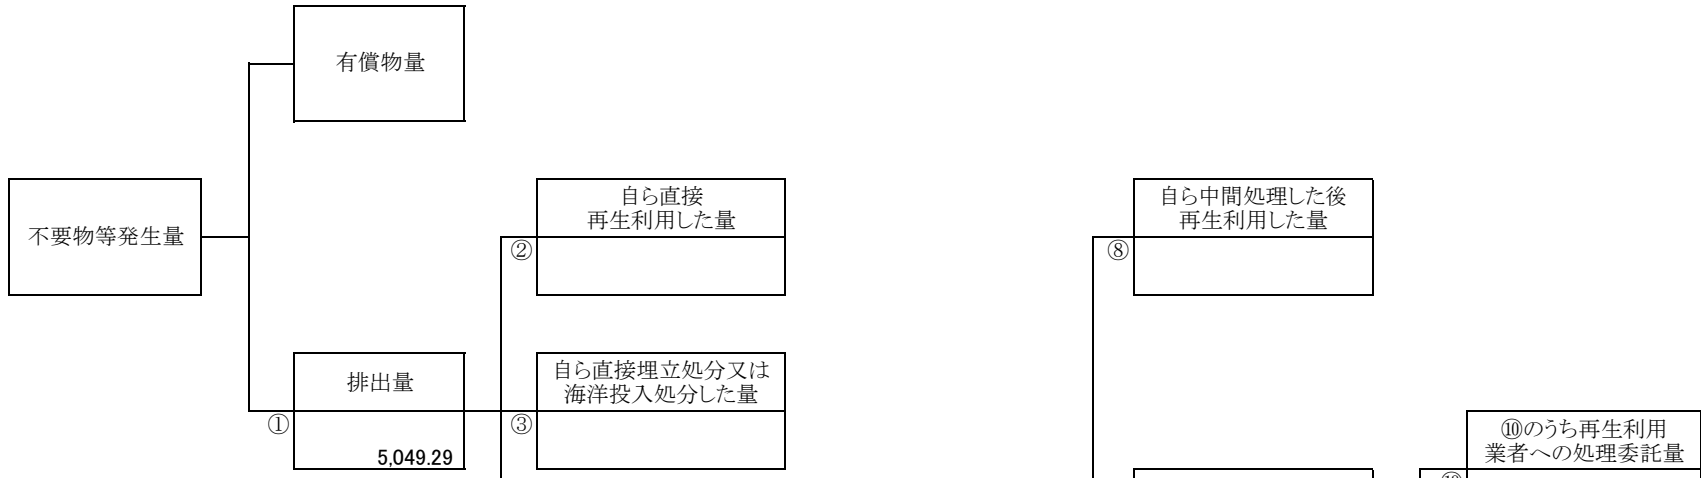 有償物量
不要物等発生量
自ら直接
再生利用した量
②
自ら中間処理した後
再生利用した量
⑧
排出量
①
5,049.29
自ら直接埋立処分又は
海洋投入処分した量
③
⑩のうち再生利用
業者への処理委託量